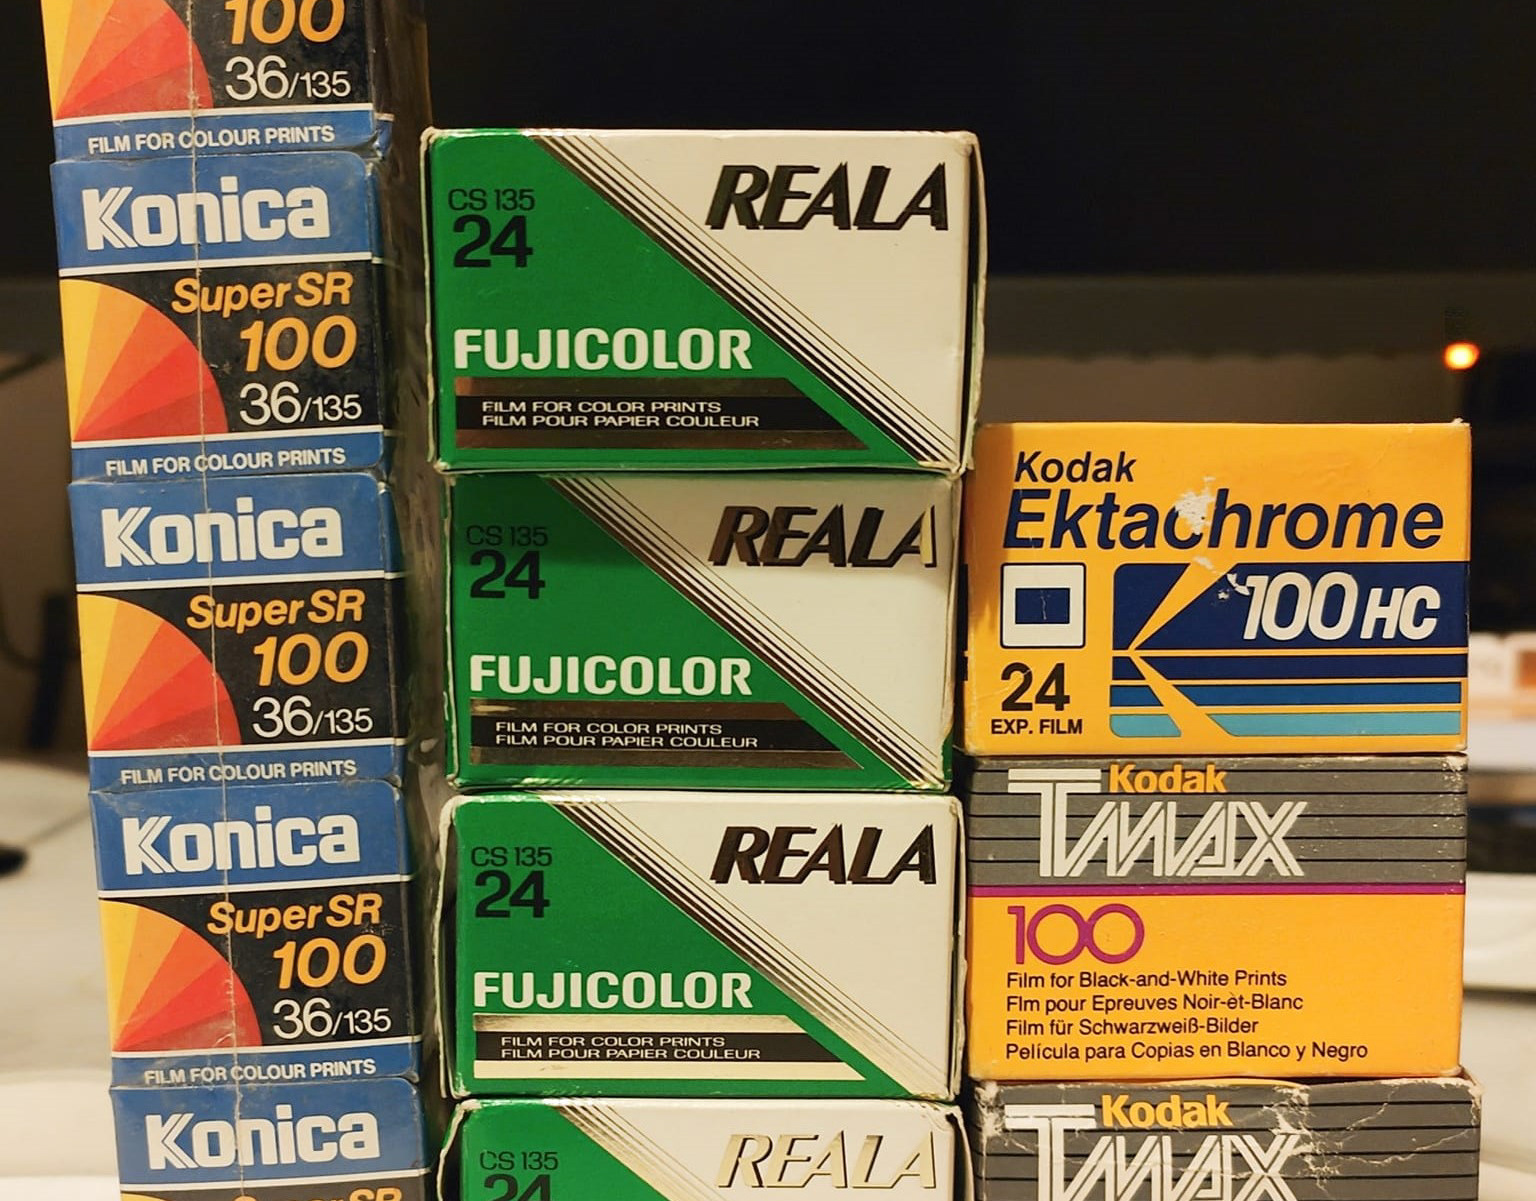 100
36/135
FILM FOR COLOUR PRINTS
Konica
Super SR
100
36/135
FILM FOR COLOUR PRINTS
Konica
Super SR
100
36/135
FILM FOR COLOUR PRINTS
Konica
Super SR
100
36/135
FILM FOR COLOUR PRINTS
Konica
Super SR
REALA
CS 135
24
FUJICOLOR
FILM FOR COLOR PRINTS
FILM POUR PAPIER COULEUR
REALA
CS 135
24
FUJICOLOR
FILM FOR COLOR PRINTS
FILM POUR PAPIER COULEUR
REALA
CS 135
24
FUJICOLOR
FILM FOR COLOR PRINTS
FILM POUR PAPIER COULEUR
REALA
CS 135
24
Kodak
Ektachrome
100 HC
24
EXP. FILM
Kodak
TMAX
100
Film for Black-and-White Prints
Flm pour Epreuves Noir-èt-Blanc
Film für Schwarzweiß-Bilder
Película para Copias en Blanco y Negro
Kodak
TMAX